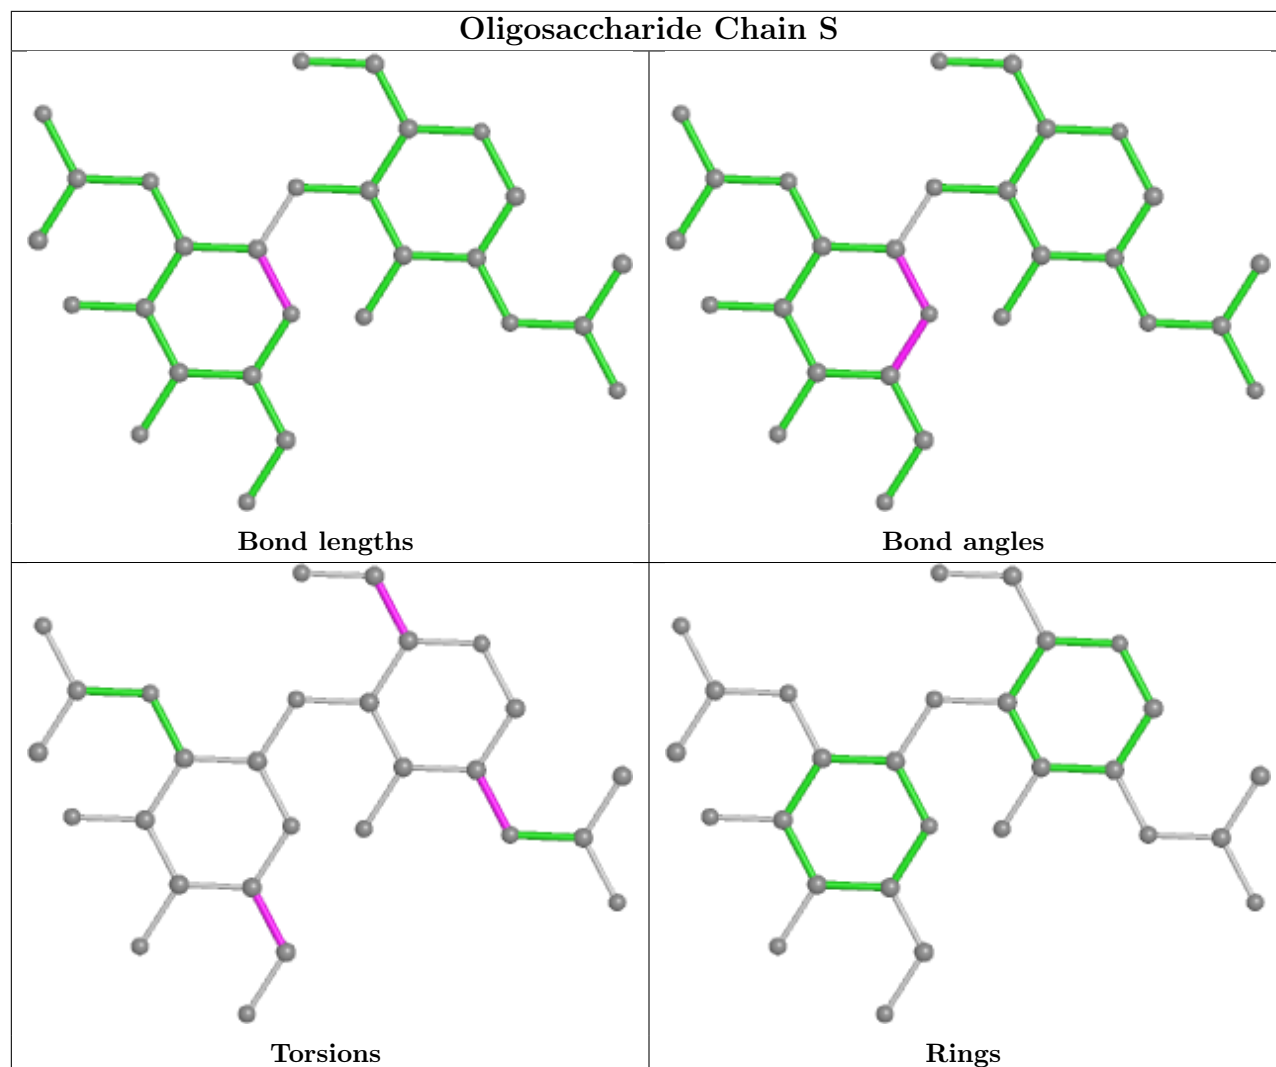 Oligosaccharide Chain S
Bond lengths
Bond angles
Torsions
Rings